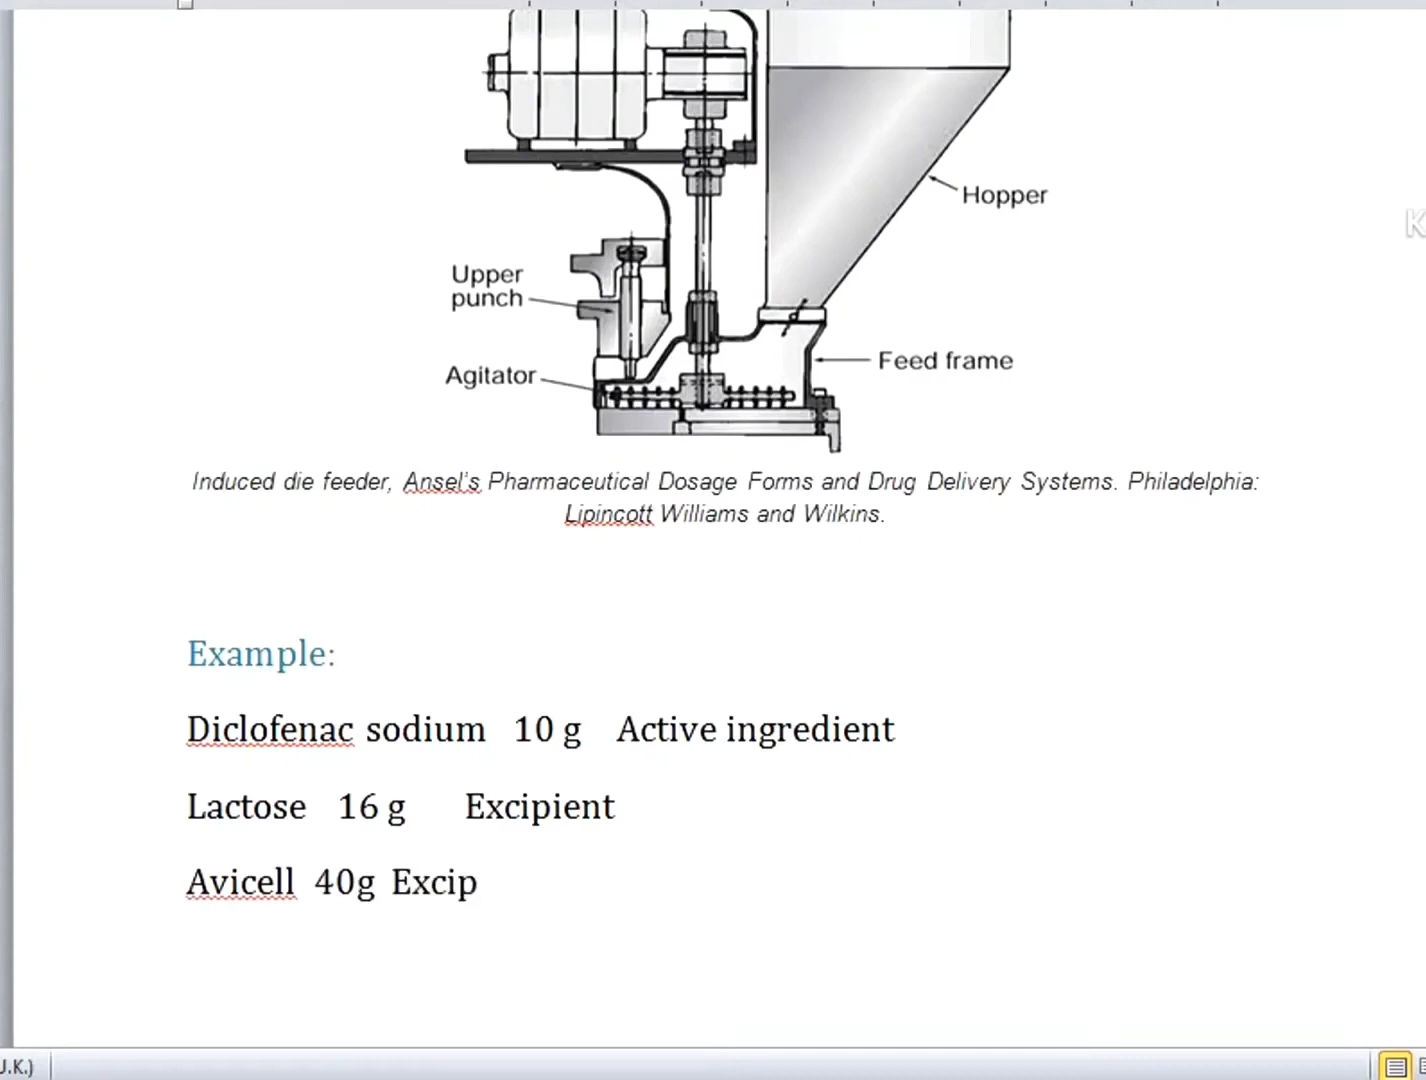 Hopper
Upper
punch
Feed frame
Agitator
Induced die feeder, Ansel's Pharmaceutical Dosage Forms and Drug Delivery Systems. Philadelphia:
Lipincott Williams and Wilkins.
Example:
Diclofenac sodium 10 g Active ingredient
Lactose 16 g Excipient
Avicell 40g Excip